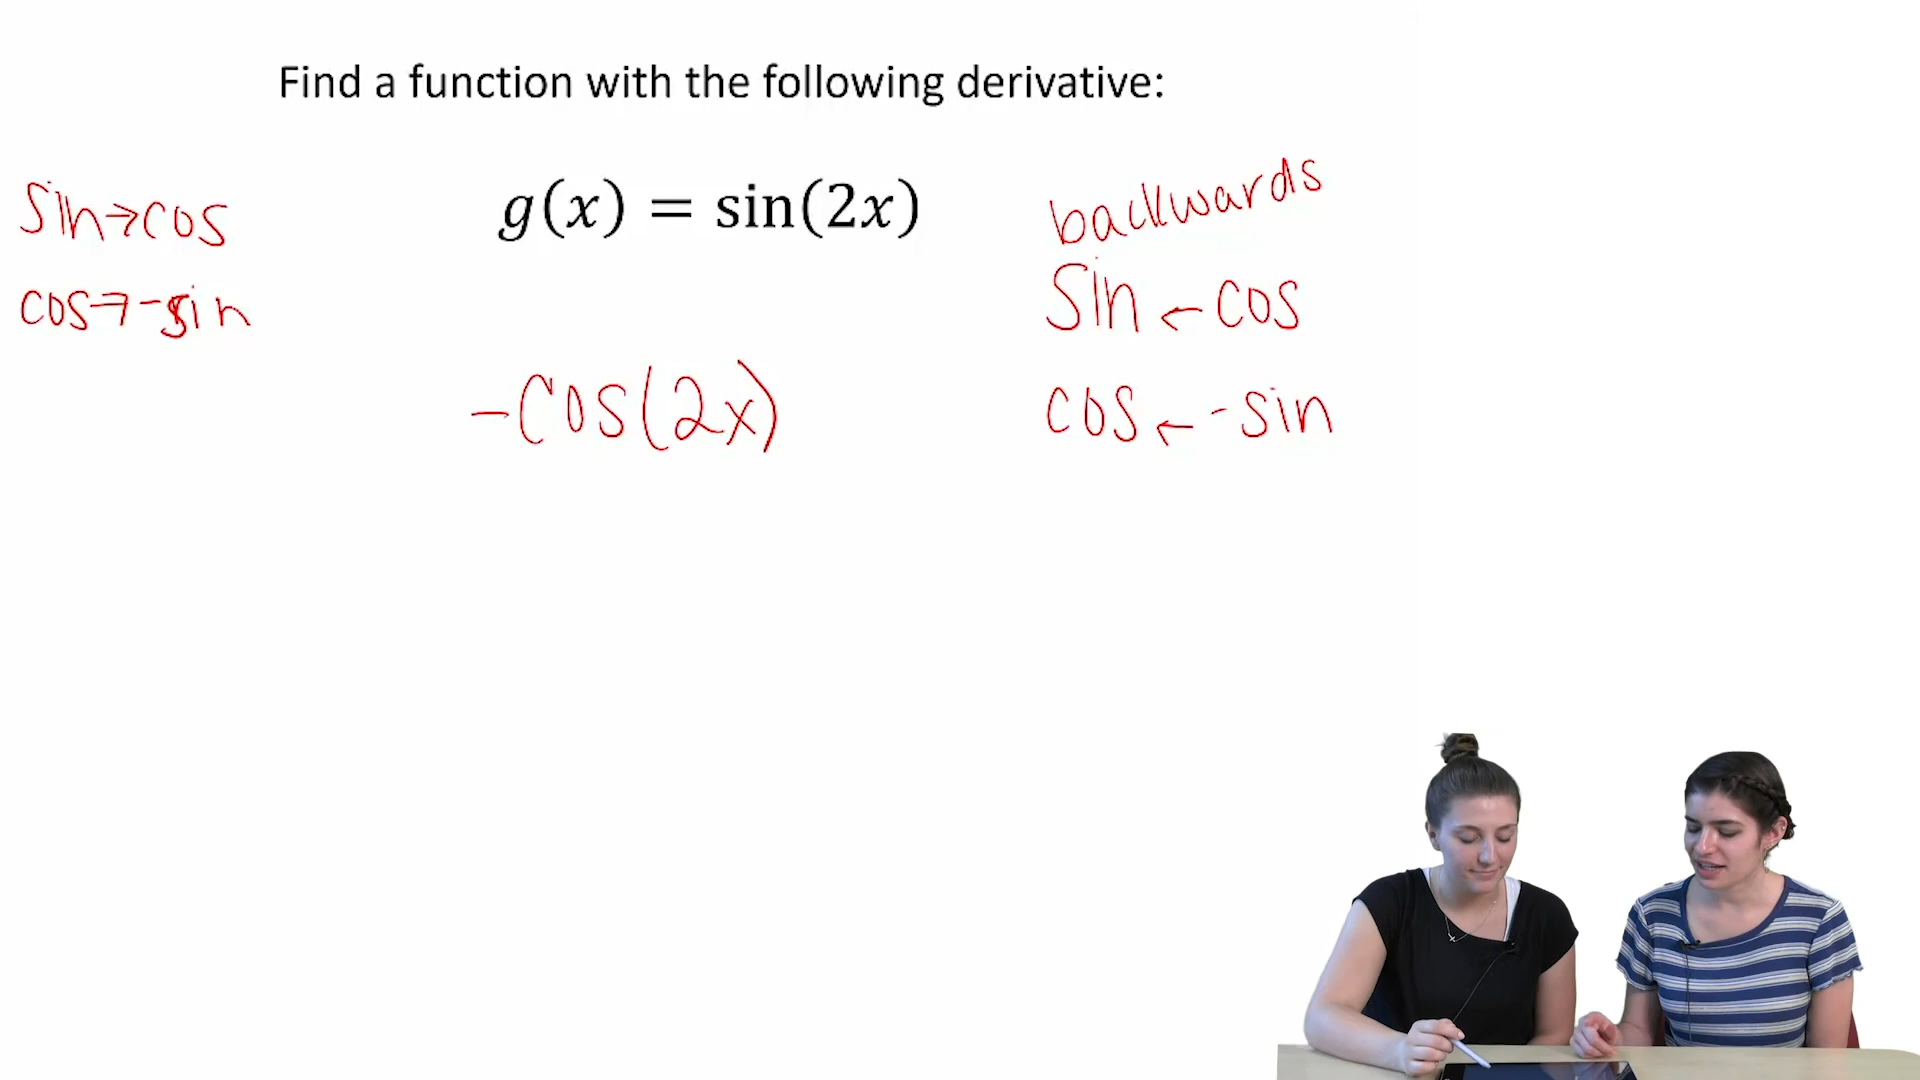 Find a function with the following derivative:
sin→cos
g(x) = sin(2x)
backwards
cos→-sin
sin ← cos
-cos(2x)
cos ← -sin